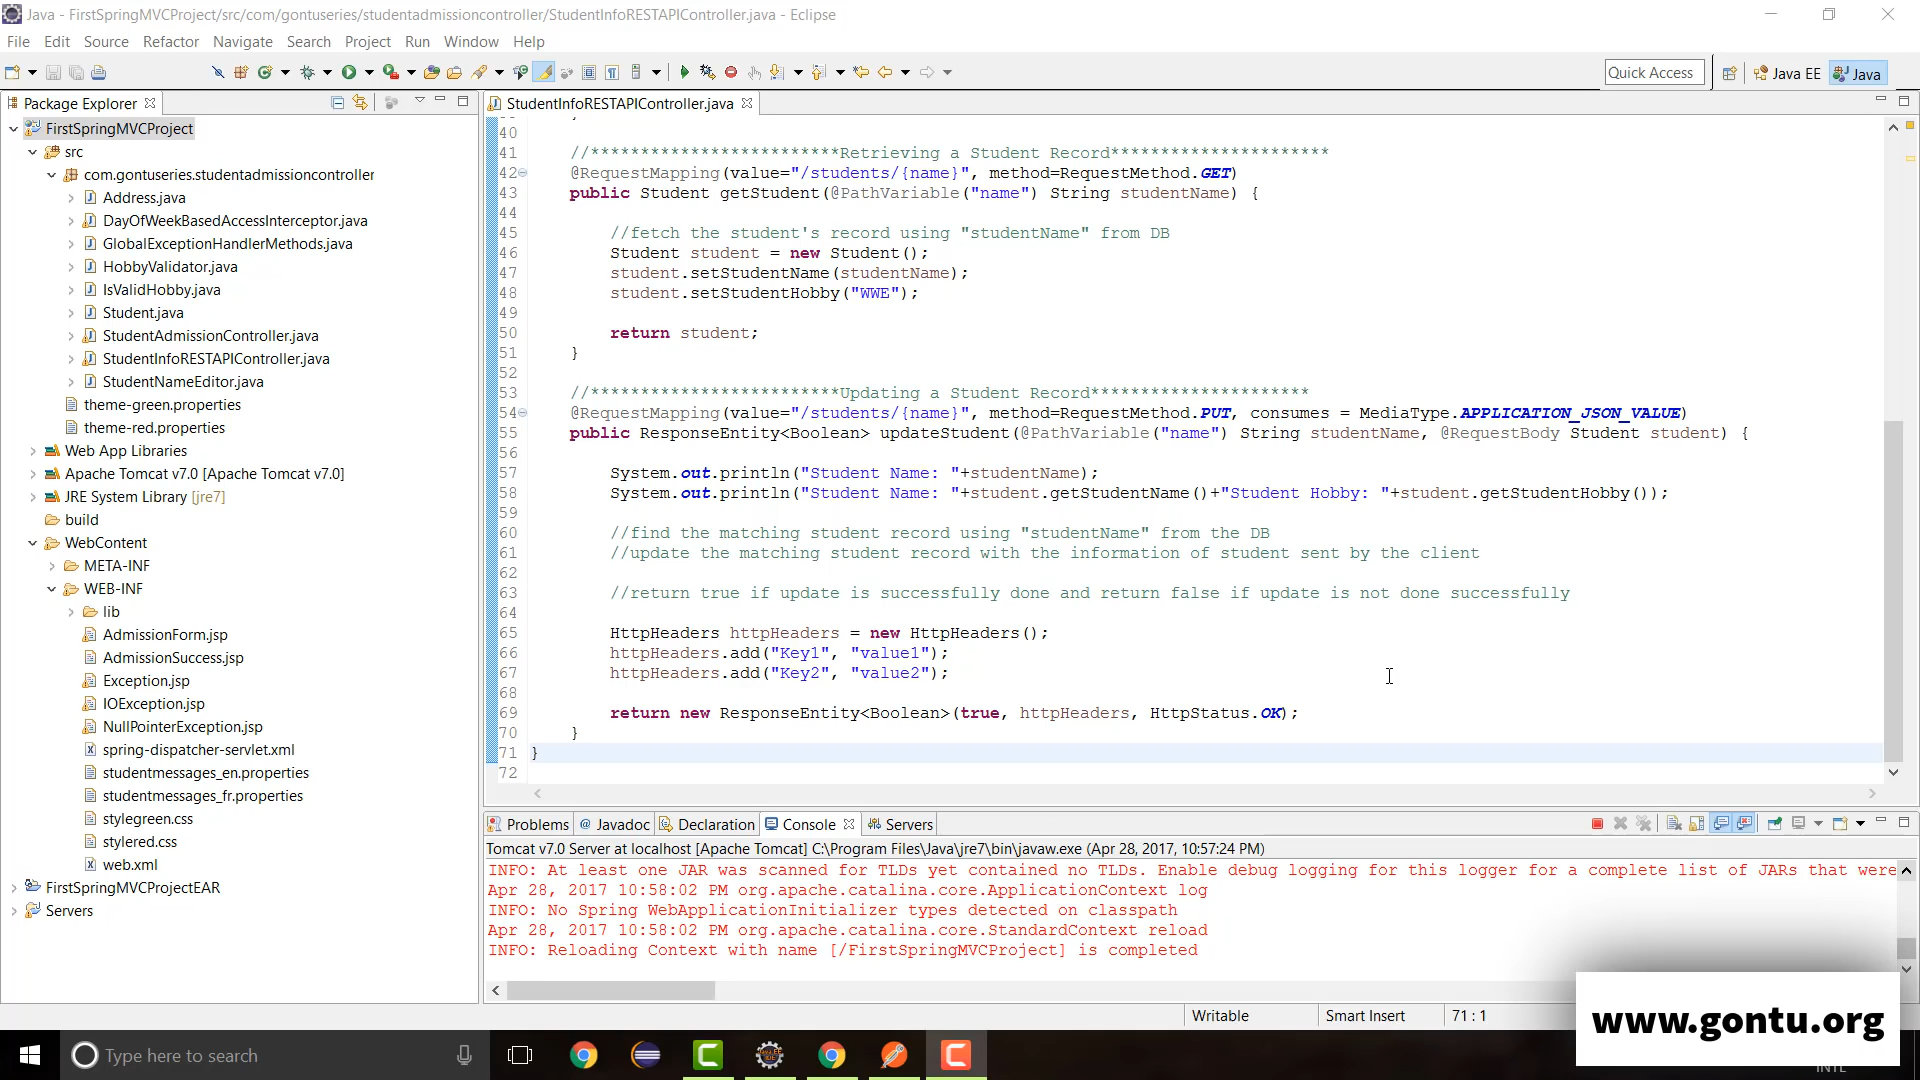 Java - FirstSpringMVCProject/src/com/gontuseries/studentadmissioncontroller/StudentInfoRESTAPIController.java - Eclipse
File Edit Source Refactor Navigate Search Project Run Window Help
Quick Access Java EE Java
Package Explorer
FirstSpringMVCProject
src
com.gontuseries.studentadmissioncontroller
Address.java
DayOfWeekBasedAccessInterceptor.java
GlobalExceptionHandlerMethods.java
HobbyValidator.java
IsValidHobby.java
Student.java
StudentAdmissionController.java
StudentInfoRESTAPIController.java
StudentNameEditor.java
theme-green.properties
theme-red.properties
Web App Libraries
Apache Tomcat v7.0 [Apache Tomcat v7.0]
JRE System Library [jre7]
build
WebContent
META-INF
WEB-INF
lib
AdmissionForm.jsp
AdmissionSuccess.jsp
Exception.jsp
IOException.jsp
NullPointerException.jsp
spring-dispatcher-servlet.xml
studentmessages_en.properties
studentmessages_fr.properties
stylegreen.css
stylered.css
web.xml
FirstSpringMVCProjectEAR
Servers
StudentInfoRESTAPIController.java
40
41 //*************************Retrieving a Student Record**********************
42 @RequestMapping(value="/students/{name}", method=RequestMethod.GET)
43 public Student getStudent(@PathVariable("name") String studentName) {
44
45 //fetch the student's record using "studentName" from DB
46 Student student = new Student();
47 student.setStudentName(studentName);
48 student.setStudentHobby("WWE");
49
50 return student;
51 }
52
53 //*************************Updating a Student Record**********************
54 @RequestMapping(value="/students/{name}", method=RequestMethod.PUT, consumes = MediaType.APPLICATION_JSON_VALUE)
55 public ResponseEntity<Boolean> updateStudent(@PathVariable("name") String studentName, @RequestBody Student student) {
56
57 System.out.println("Student Name: "+studentName);
58 System.out.println("Student Name: "+student.getStudentName()+"Student Hobby: "+student.getStudentHobby());
59
60 //find the matching student record using "studentName" from the DB
61 //update the matching student record with the information of student sent by the client
62
63 //return true if update is successfully done and return false if update is not done successfully
64
65 HttpHeaders httpHeaders = new HttpHeaders();
66 httpHeaders.add("Key1", "value1");
67 httpHeaders.add("Key2", "value2");
68
69 return new ResponseEntity<Boolean>(true, httpHeaders, HttpStatus.OK);
70 }
71 }
72
Problems @ Javadoc Declaration Console Servers
Tomcat v7.0 Server at localhost [Apache Tomcat] C:\Program Files\Java\jre7\bin\javaw.exe (Apr 28, 2017, 10:57:24 PM)
INFO: At least one JAR was scanned for TLDs yet contained no TLDs. Enable debug logging for this logger for a complete list of JARs that were
Apr 28, 2017 10:58:02 PM org.apache.catalina.core.ApplicationContext log
INFO: No Spring WebApplicationInitializer types detected on classpath
Apr 28, 2017 10:58:02 PM org.apache.catalina.core.StandardContext reload
INFO: Reloading Context with name [/FirstSpringMVCProject] is completed
Writable Smart Insert 71 : 1
www.gontu.org
Type here to search